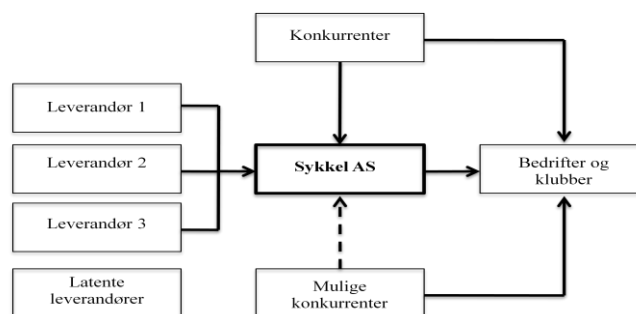 Konkurrenter
Leverandør 1
Leverandør 2
Sykkel AS
Bedrifter og
klubber
Leverandør 3
Latente
leverandører
Mulige
konkurrenter